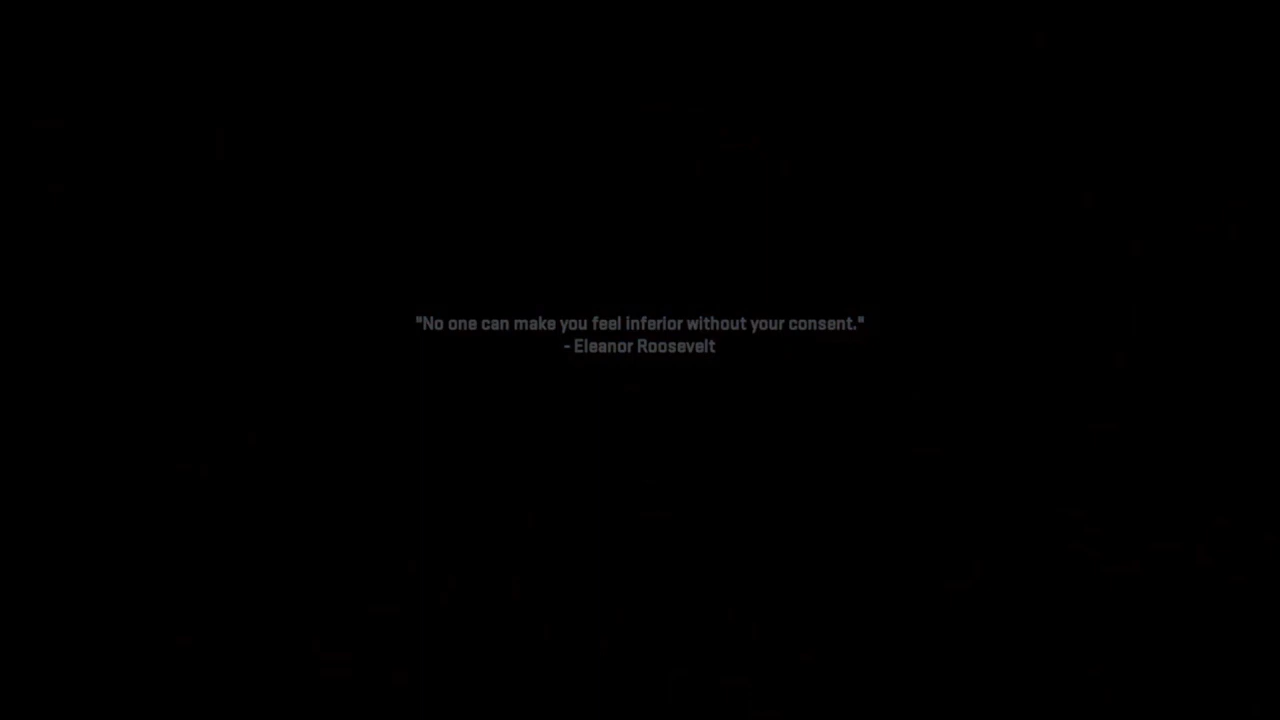 "No one can make you feel inferior without your consent."
- Eleanor Roosevelt